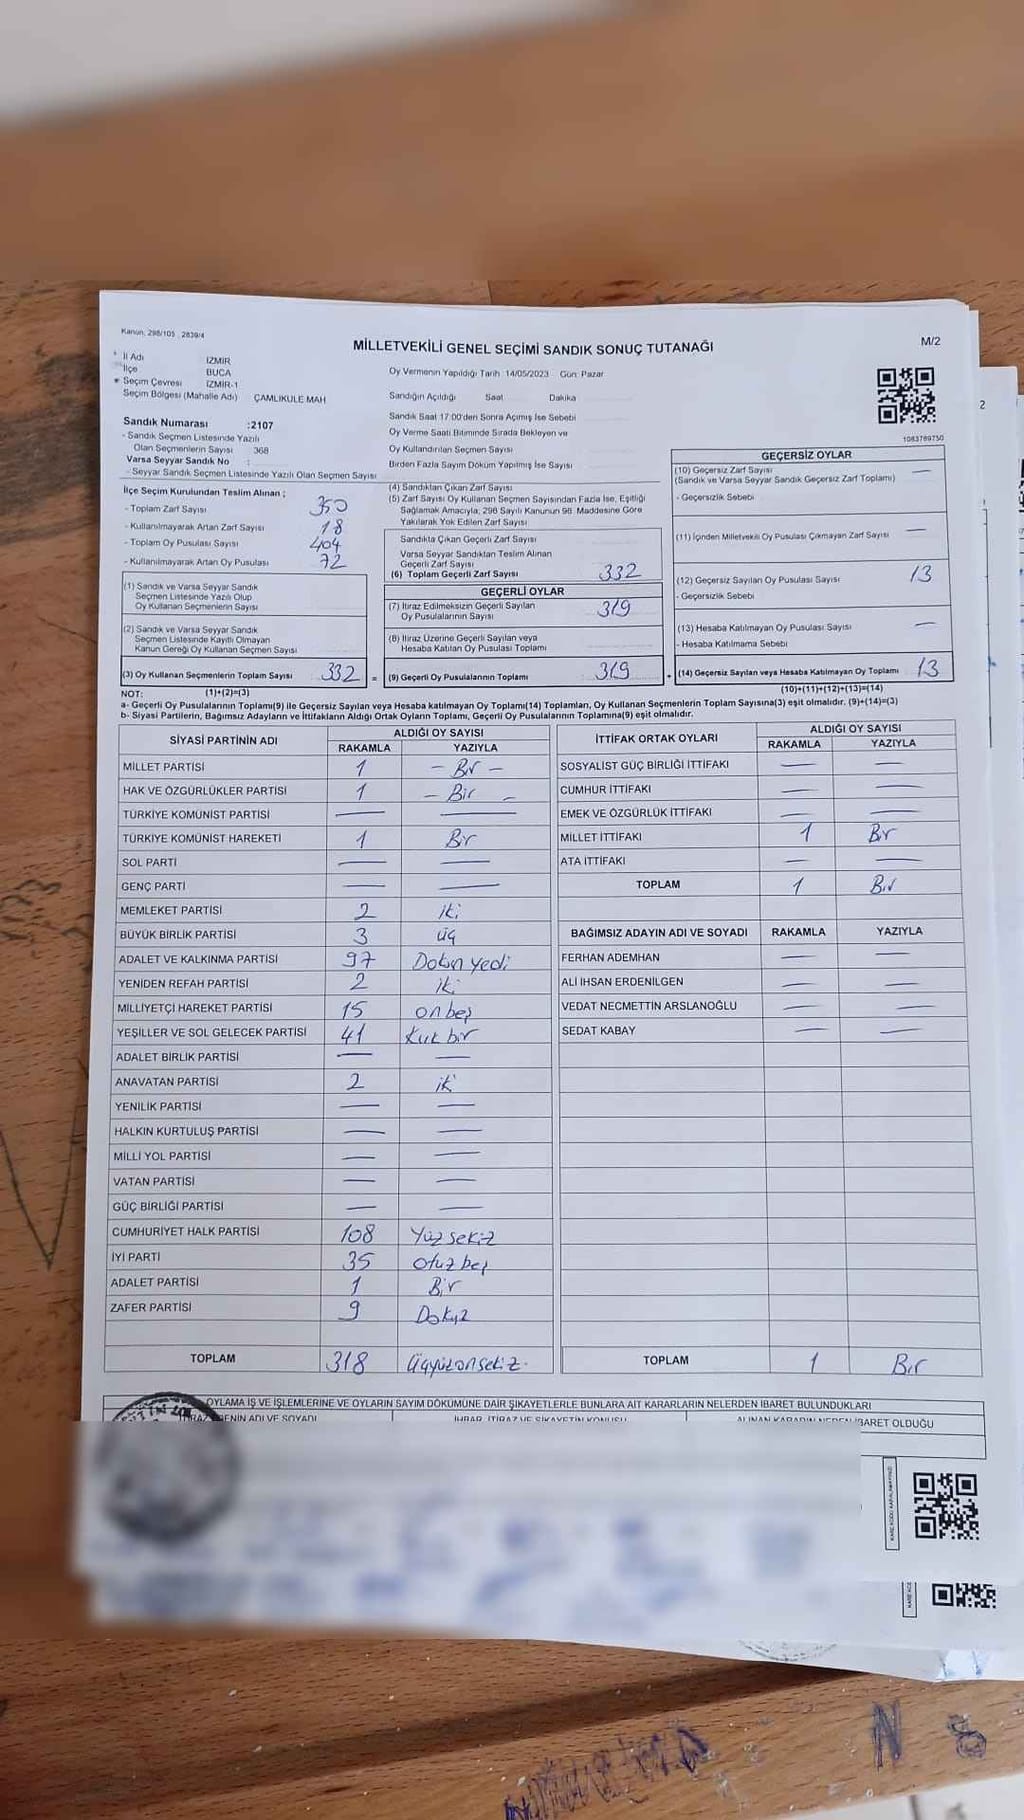 Kanun: 298/105 , 2839/4
MİLLETVEKİLİ GENEL SEÇİMİ SANDIK SONUÇ TUTANAĞI
M/2
İl Adı İZMİR
İlçe BUCA
Seçim Çevresi İZMİR-1
Seçim Bölgesi (Mahalle Adı) ÇAMLIKULE MAH
Sandık Numarası :2107
- Sandık Seçmen Listesinde Yazılı
Olan Seçmenlerin Sayısı 368
Varsa Seyyar Sandık No :
- Seyyar Sandık Seçmen Listesinde Yazılı Olan Seçmen Sayısı
Oy Vermenin Yapıldığı Tarih :14/05/2023 Gün: Pazar
Sandığın Açıldığı Saat Dakika
Sandık Saat 17:00'den Sonra Açılmış İse Sebebi
Oy Verme Saati Bitiminde Sırada Bekleyen ve
Oy Kullandırılan Seçmen Sayısı
Birden Fazla Sayım Döküm Yapılmış İse Sayısı
1083769750
İlçe Seçim Kurulundan Teslim Alınan ;
- Toplam Zarf Sayısı 350
- Kullanılmayarak Artan Zarf Sayısı 18
- Toplam Oy Pusulası Sayısı 404
- Kullanılmayarak Artan Oy Pusulası 72
(1) Sandık ve Varsa Seyyar Sandık
Seçmen Listesinde Yazılı Olup
Oy Kullanan Seçmenlerin Sayısı
(2) Sandık ve Varsa Seyyar Sandık
Seçmen Listesinde Kayıtlı Olmayan
Kanun Gereği Oy Kullanan Seçmen Sayısı
(3) Oy Kullanan Seçmenlerin Toplam Sayısı 332 =
(4) Sandıktan Çıkan Zarf Sayısı
(5) Zarf Sayısı Oy Kullanan Seçmen Sayısından Fazla İse, Eşitliği
Sağlamak Amacıyla, 298 Sayılı Kanunun 98. Maddesine Göre
Yakılarak Yok Edilen Zarf Sayısı
Sandıkta Çıkan Geçerli Zarf Sayısı
Varsa Seyyar Sandıktan Teslim Alınan
Geçerli Zarf Sayısı
(6) Toplam Geçerli Zarf Sayısı 332
GEÇERLİ OYLAR
(7) İtiraz Edilmeksizin Geçerli Sayılan
Oy Pusulalarının Sayısı 319
(8) İtiraz Üzerine Geçerli Sayılan veya
Hesaba Katılan Oy Pusulası Toplamı
(9) Geçerli Oy Pusulalarının Toplamı 319 +
GEÇERSİZ OYLAR
(10) Geçersiz Zarf Sayısı —
(Sandık ve Varsa Seyyar Sandık Geçersiz Zarf Toplamı)
- Geçersizlik Sebebi
(11) İçinden Milletvekili Oy Pusulası Çıkmayan Zarf Sayısı —
(12) Geçersiz Sayılan Oy Pusulası Sayısı 13
- Geçersizlik Sebebi
(13) Hesaba Katılmayan Oy Pusulası Sayısı —
- Hesaba Katılmama Sebebi
(14) Geçersiz Sayılan veya Hesaba Katılmayan Oy Toplamı 13
NOT: (1)+(2)=(3) (10)+(11)+(12)+(13)=(14)
a- Geçerli Oy Pusulalarının Toplamı(9) ile Geçersiz Sayılan veya Hesaba katılmayan Oy Toplamı(14) Toplamları, Oy Kullanan Seçmenlerin Toplam Sayısına(3) eşit olmalıdır. (9)+(14)=(3)
b- Siyasi Partilerin, Bağımsız Adayların ve İttifakların Aldığı Ortak Oyların Toplamı, Geçerli Oy Pusulalarının Toplamına(9) eşit olmalıdır.
SİYASİ PARTİNİN ADI ALDIĞI OY SAYISI
RAKAMLA YAZIYLA
MİLLET PARTİSİ 1 – Bir –
HAK VE ÖZGÜRLÜKLER PARTİSİ 1 – Bir –
TÜRKİYE KOMÜNİST PARTİSİ — —
TÜRKİYE KOMÜNİST HAREKETİ 1 Bir
SOL PARTİ — —
GENÇ PARTİ — —
MEMLEKET PARTİSİ 2 iki
BÜYÜK BİRLİK PARTİSİ 3 üç
ADALET VE KALKINMA PARTİSİ 97 Doksn yedi
YENİDEN REFAH PARTİSİ 2 iki
MİLLİYETÇİ HAREKET PARTİSİ 15 on beş
YEŞİLLER VE SOL GELECEK PARTİSİ 41 Kırk bir
ADALET BİRLİK PARTİSİ — —
ANAVATAN PARTİSİ 2 iki
YENİLİK PARTİSİ — —
HALKIN KURTULUŞ PARTİSİ — —
MİLLİ YOL PARTİSİ — —
VATAN PARTİSİ — —
GÜÇ BİRLİĞİ PARTİSİ — —
CUMHURİYET HALK PARTİSİ 108 Yüz sekiz
İYİ PARTİ 35 otuz beş
ADALET PARTİSİ 1 Bir
ZAFER PARTİSİ 9 Dokuz
TOPLAM 318 Üçyüzonsekiz.
İTTİFAK ORTAK OYLARI ALDIĞI OY SAYISI
RAKAMLA YAZIYLA
SOSYALİST GÜÇ BİRLİĞİ İTTİFAKI — —
CUMHUR İTTİFAKI — —
EMEK VE ÖZGÜRLÜK İTTİFAKI — —
MİLLET İTTİFAKI 1 Bir
ATA İTTİFAKI — —
TOPLAM 1 Bir
BAĞIMSIZ ADAYIN ADI VE SOYADI RAKAMLA YAZIYLA
FERHAN ADEMHAN — —
ALİ İHSAN ERDENİLGEN — —
VEDAT NECMETTİN ARSLANOĞLU — —
SEDAT KABAY — —
TOPLAM 1 Bir
OYLAMA İŞ VE İŞLEMLERİNE VE OYLARIN SAYIM DÖKÜMÜNE DAİR ŞİKAYETLERLE BUNLARA AİT KARARLARIN NELERDEN İBARET BULUNDUKLARI
ADI VE SOYADI İHBAR, İTİRAZ VE ŞİKAYETİN KONUSU ALINAN KARARIN NEDEN İBARET OLDUĞU